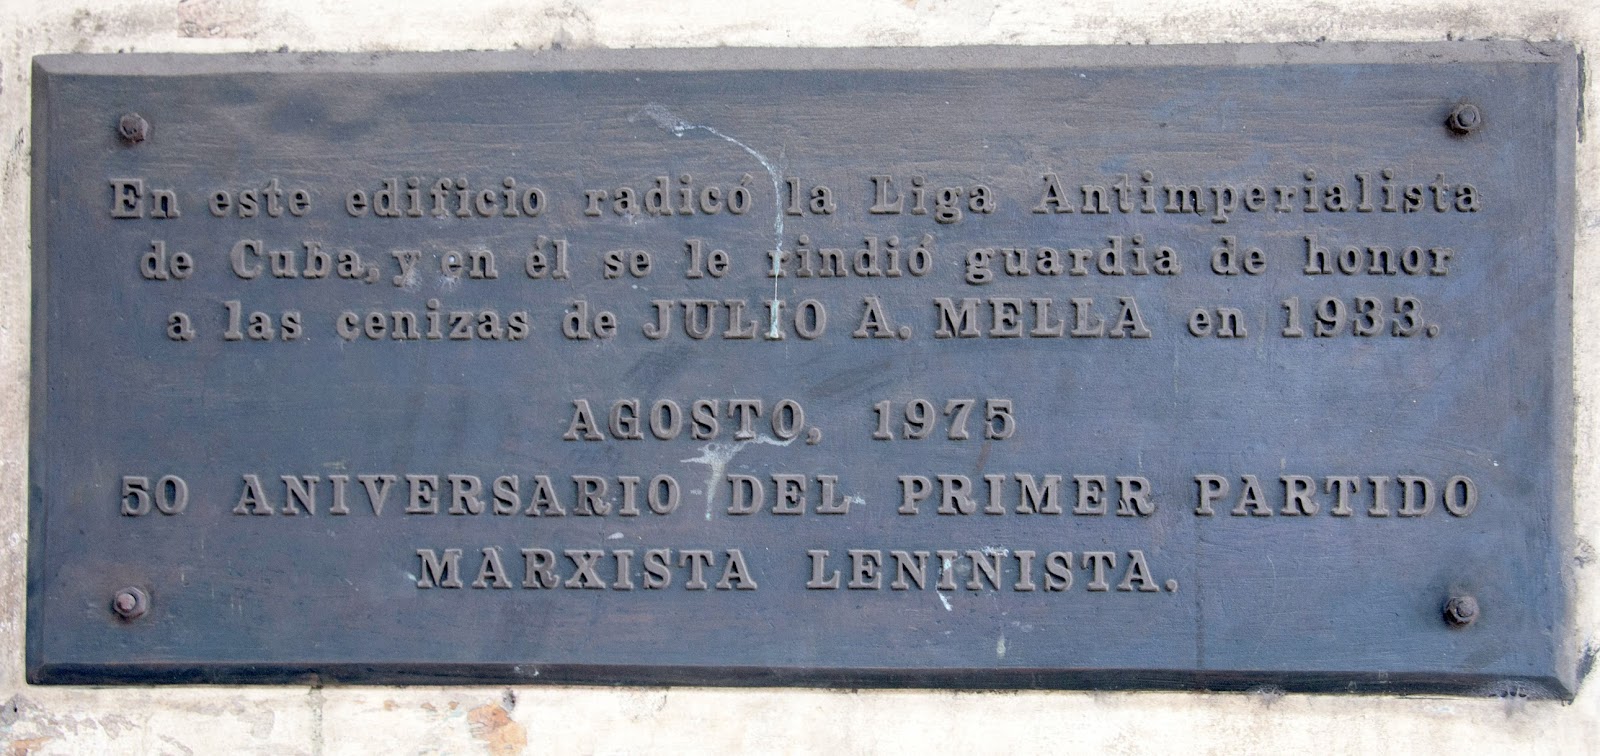 En este edificio radicó la Liga Antimperialista
de Cuba, y en él se le rindió guardia de honor
a las cenizas de JULIO A. MELLA en 1933.
AGOSTO, 1975
50 ANIVERSARIO DEL PRIMER PARTIDO
MARXISTA LENINISTA.